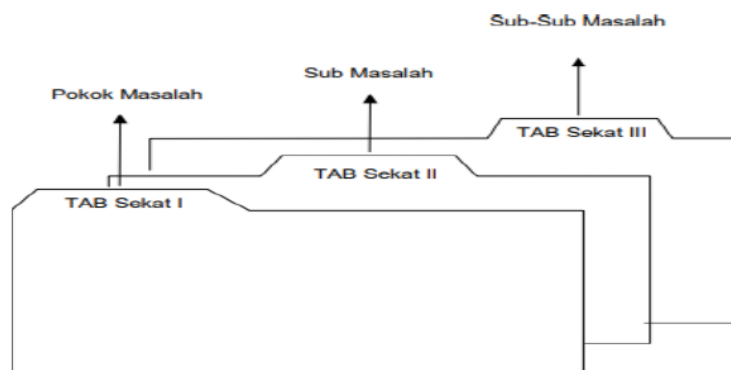 Sub-Sub Masalah
Sub Masalah
Pokok Masalah
TAB Sekat III
TAB Sekat II
TAB Sekat I